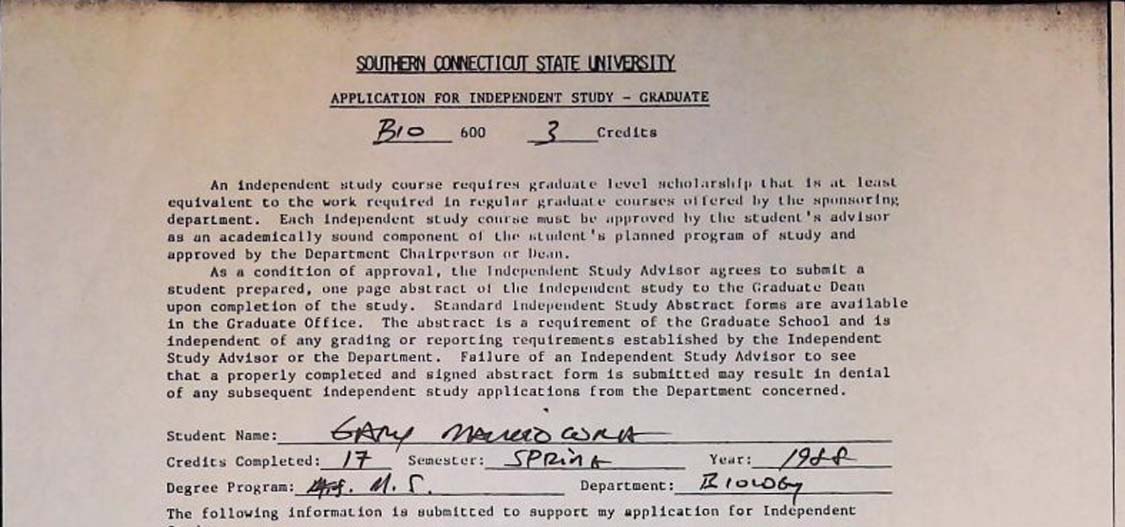 SOUTHERN CONNECTICUT STATE UNIVERSITY
APPLICATION FOR INDEPENDENT STUDY - GRADUATE
BIO 600 3 Credits
An independent study course requires graduate level scholarship that is at least
equivalent to the work required in regular graduate courses offered by the sponsoring
department. Each independent study course must be approved by the student's advisor
as an academically sound component of the student's planned program of study and
approved by the Department Chairperson or Dean.
As a condition of approval, the Independent Study Advisor agrees to submit a
student prepared, one page abstract of the independent study to the Graduate Dean
upon completion of the study. Standard Independent Study Abstract forms are available
in the Graduate Office. The abstract is a requirement of the Graduate School and is
independent of any grading or reporting requirements established by the Independent
Study Advisor or the Department. Failure of an Independent Study Advisor to see
that a properly completed and signed abstract form is submitted may result in denial
of any subsequent independent study applications from the Department concerned.
Student Name: GARY
Credits Completed: 17 Semester: SPRING Year: 1988
Degree Program: M.S. Department: BIOLOGY
The following information is submitted to support my application for Independent